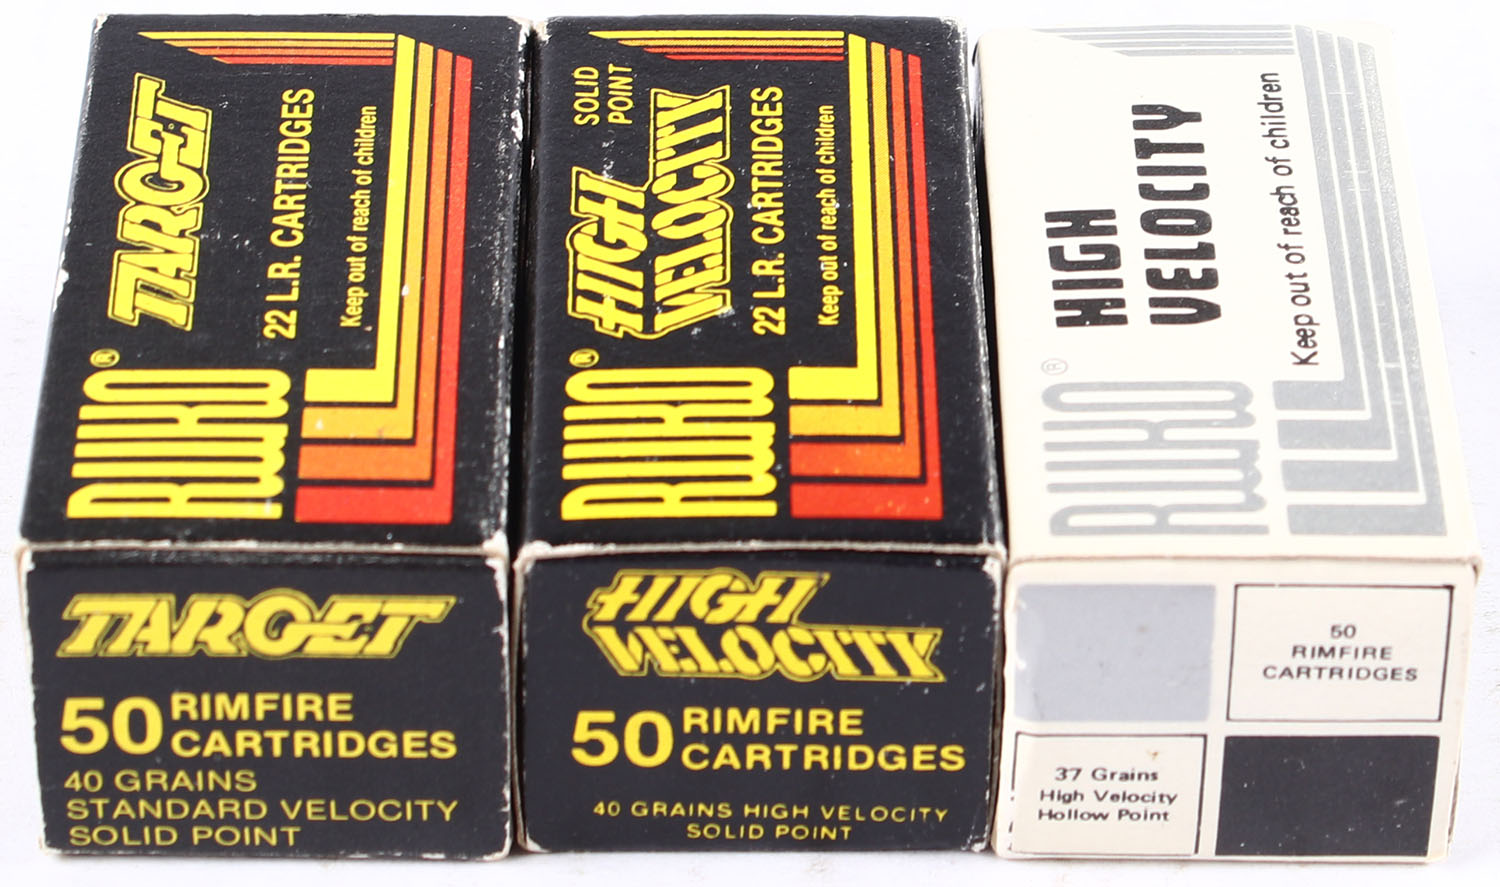 RUKO® TARGET
22 L.R. CARTRIDGES
Keep out of reach of children
TARGET
50 RIMFIRE
CARTRIDGES
40 GRAINS
STANDARD VELOCITY
SOLID POINT
RUKO® HIGH
VELOCITY
SOLID
POINT
22 L.R. CARTRIDGES
Keep out of reach of children
HIGH
VELOCITY
50 RIMFIRE
CARTRIDGES
40 GRAINS HIGH VELOCITY
SOLID POINT
RUKO® HIGH
VELOCITY
Keep out of reach of children
50
RIMFIRE
CARTRIDGES
37 Grains
High Velocity
Hollow Point